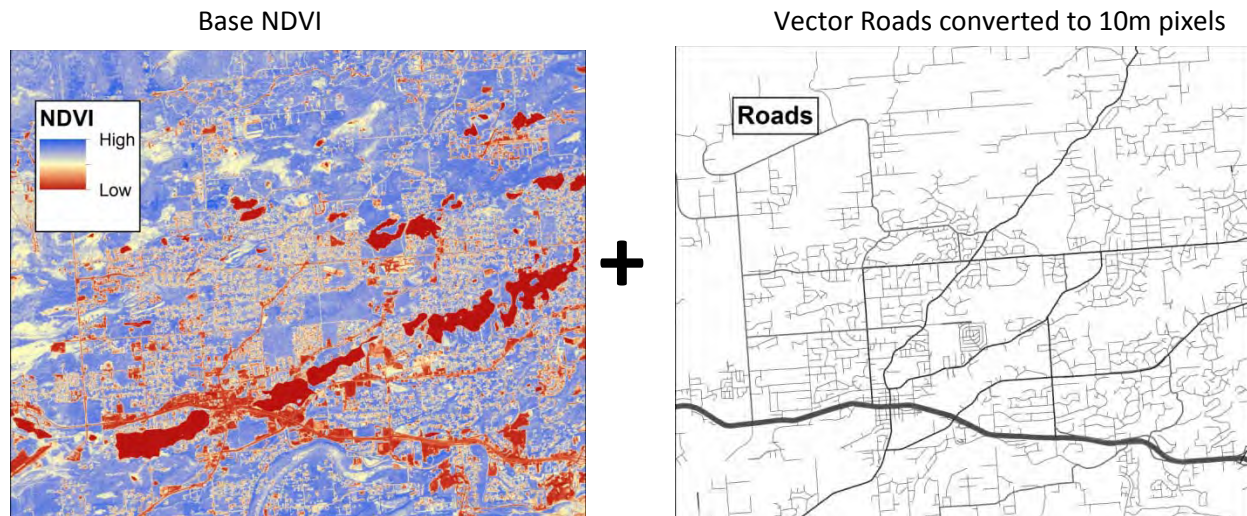 Base NDVI
Vector Roads converted to 10m pixels
NDVI
High
Low
Roads
+